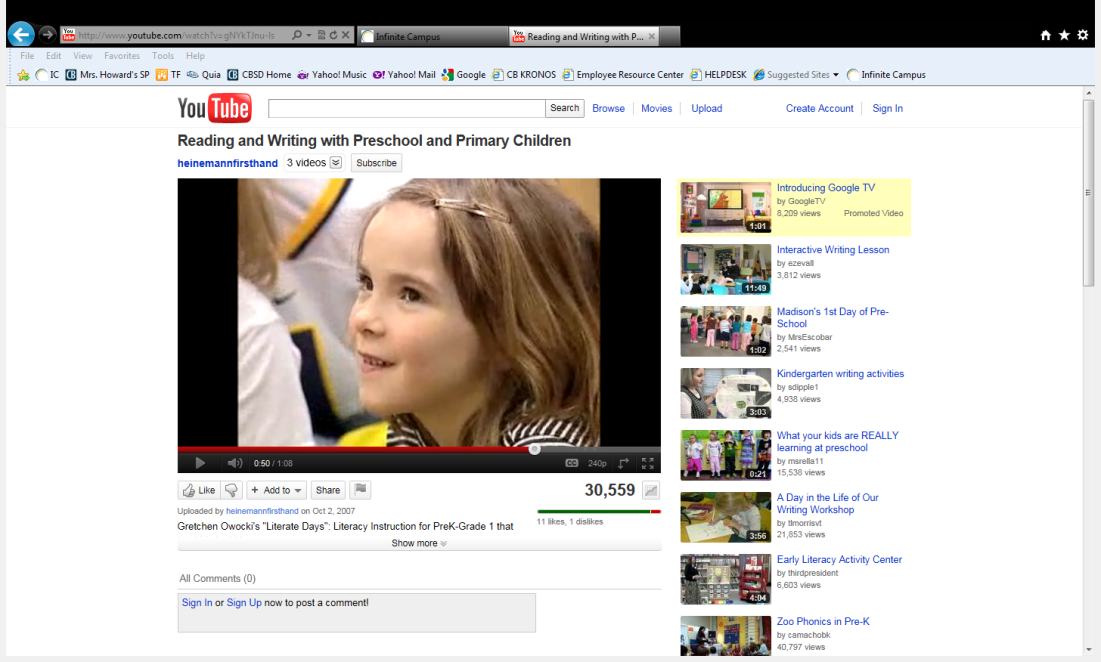 http://www.youtube.com/watch?v=gNYkTJnu-Is
Infinite Campus
Reading and Writing with P...
File Edit View Favorites Tools Help
IC Mrs. Howard's SP TF Quia CBSD Home Yahoo! Music Yahoo! Mail Google CB KRONOS Employee Resource Center HELPDESK Suggested Sites Infinite Campus
YouTube
Search Browse Movies Upload Create Account Sign In
Reading and Writing with Preschool and Primary Children
heinemannfirsthand 3 videos Subscribe
0:50 / 1:08 CC 240p
Like + Add to Share 30,559
Uploaded by heinemannfirsthand on Oct 2, 2007
11 likes, 1 dislikes
Gretchen Owocki's "Literate Days": Literacy Instruction for PreK-Grade 1 that
Show more
All Comments (0)
Sign In or Sign Up now to post a comment!
1:01
Introducing Google TV
by GoogleTV
8,209 views Promoted Video
11:49
Interactive Writing Lesson
by ezevall
3,812 views
1:02
Madison's 1st Day of Pre-
School
by MrsEscobar
2,541 views
3:03
Kindergarten writing activities
by sdipple1
4,938 views
0:21
What your kids are REALLY
learning at preschool
by msrella11
15,538 views
3:56
A Day in the Life of Our
Writing Workshop
by tlmorrisvt
21,853 views
4:04
Early Literacy Activity Center
by thirdpresident
6,603 views
Zoo Phonics in Pre-K
by camachobk
40,797 views